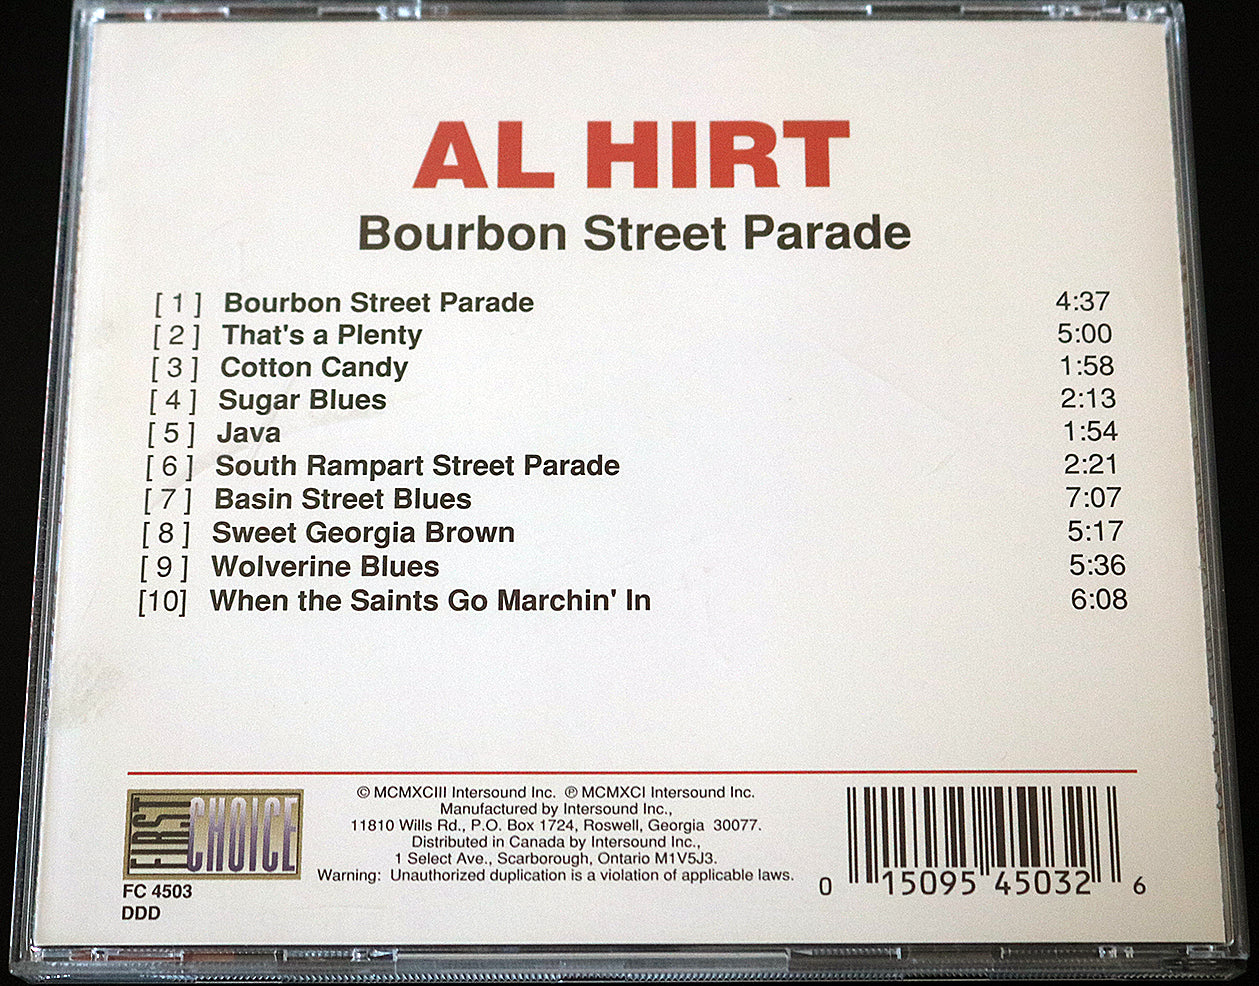 AL HIRT
Bourbon Street Parade
[ 1 ] Bourbon Street Parade 4:37
[ 2 ] That's a Plenty 5:00
[ 3 ] Cotton Candy 1:58
[ 4 ] Sugar Blues 2:13
[ 5 ] Java 1:54
[ 6 ] South Rampart Street Parade 2:21
[ 7 ] Basin Street Blues 7:07
[ 8 ] Sweet Georgia Brown 5:17
[ 9 ] Wolverine Blues 5:36
[10] When the Saints Go Marchin' In 6:08
FIRST CHOICE
FC 4503
DDD
© MCMXCIII Intersound Inc. ℗ MCMXCI Intersound Inc.
Manufactured by Intersound Inc.,
11810 Wills Rd., P.O. Box 1724, Roswell, Georgia 30077.
Distributed in Canada by Intersound Inc.,
1 Select Ave., Scarborough, Ontario M1V5J3.
Warning: Unauthorized duplication is a violation of applicable laws.
0 15095 45032 6